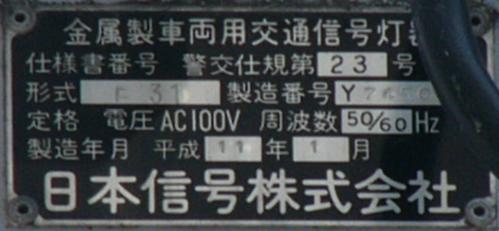 金属製車両用交通信号灯器
仕様書番号 警交仕規第 23 号
形式 製造番号 Y
定格 電圧 AC100V 周波数 50/60 Hz
製造年月 平成 11 年 1 月
日本信号株式会社